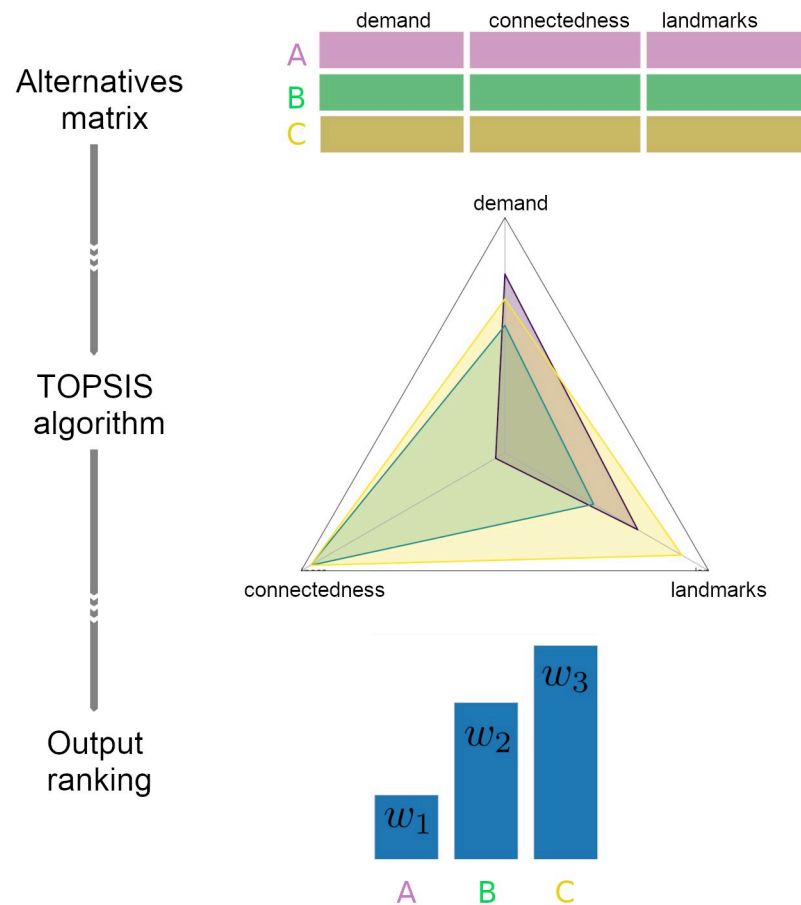 demand connectedness landmarks
A
Alternatives
matrix
B
C
demand
TOPSIS
algorithm
connectedness landmarks
Output
ranking
w₁
w₂
w₃
A B C